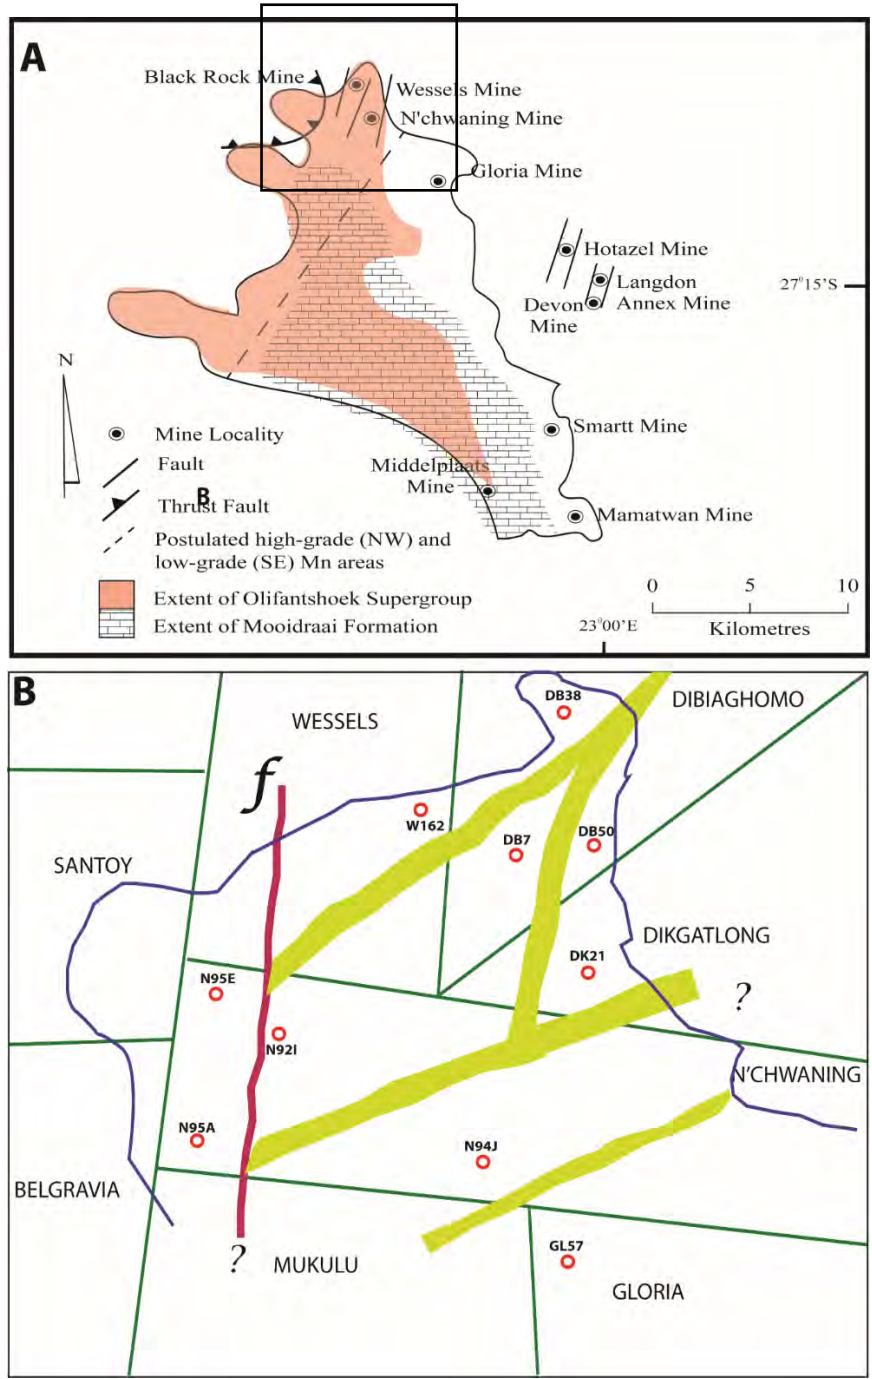 A
Black Rock Mine
Wessels Mine
N'chwaning Mine
Gloria Mine
Hotazel Mine
Langdon
Annex Mine
Devon
Mine
27°15'S
N
Mine Locality
Fault
Thrust Fault
B
Postulated high-grade (NW) and
low-grade (SE) Mn areas
Extent of Olifantshoek Supergroup
Extent of Mooidraai Formation
Smartt Mine
Middelplaats
Mine
Mamatwan Mine
0 5 10
Kilometres
23°00'E
B
WESSELS
DB38
DIBIAGHOMO
f
W162
DB7
DB50
SANTOY
DIKGATLONG
DK21
N95E
?
N92I
N'CHWANING
N95A
N94J
BELGRAVIA
?
MUKULU
GL57
GLORIA